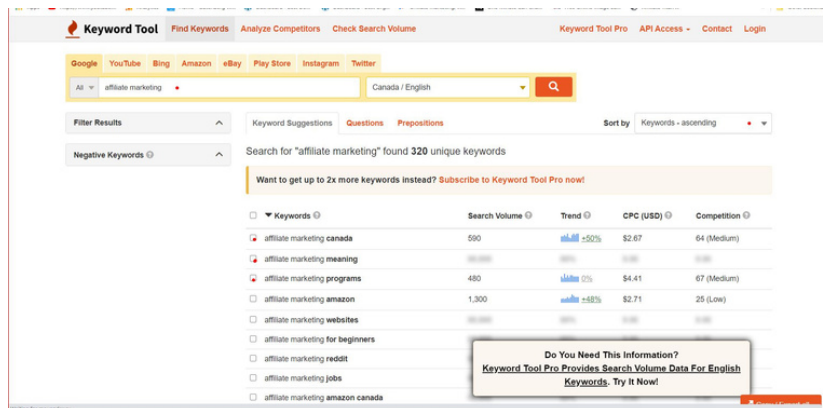 Keyword Tool Find Keywords Analyze Competitors Check Search Volume Keyword Tool Pro API Access Contact Login
Google YouTube Bing Amazon eBay Play Store Instagram Twitter
All affiliate marketing Canada / English
Filter Results Keyword Suggestions Questions Prepositions Sort by Keywords - ascending
Negative Keywords Search for "affiliate marketing" found 320 unique keywords
Want to get up to 2x more keywords instead? Subscribe to Keyword Tool Pro now!
Keywords Search Volume Trend CPC (USD) Competition
affiliate marketing canada 590 +50% $2.67 64 (Medium)
affiliate marketing meaning
affiliate marketing programs 480 0% $4.41 67 (Medium)
affiliate marketing amazon 1,300 +48% $2.71 25 (Low)
affiliate marketing websites
affiliate marketing for beginners
affiliate marketing reddit
affiliate marketing jobs
affiliate marketing amazon canada
Do You Need This Information?
Keyword Tool Pro Provides Search Volume Data For English
Keywords. Try It Now!